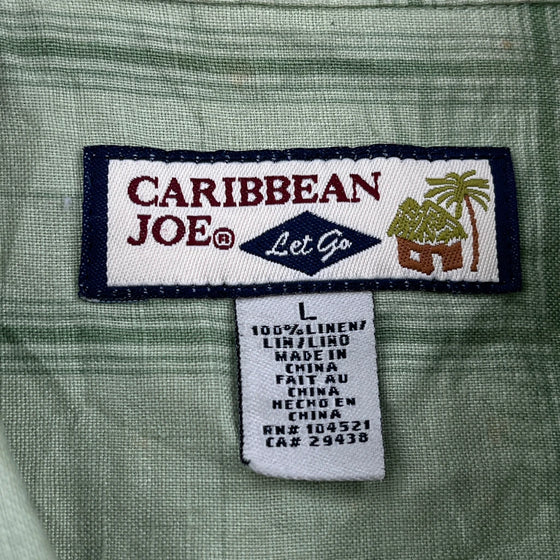 CARIBBEAN
JOE®
Let Go
L
100% LINEN/
LIN/LINO
MADE IN
CHINA
FAIT AU
CHINA
HECHO EN
CHINA
RN# 104521
CA# 29438